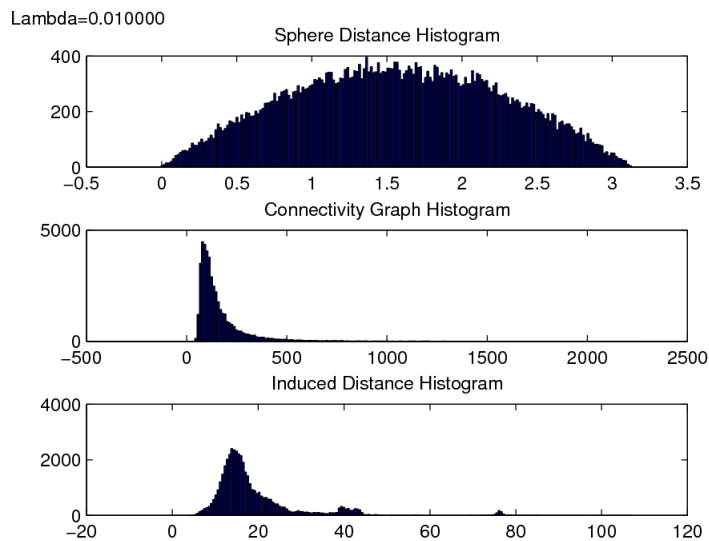 Lambda=0.010000
Sphere Distance Histogram
400
200
0
−0.5 0 0.5 1 1.5 2 2.5 3 3.5
Connectivity Graph Histogram
5000
0
−500 0 500 1000 1500 2000 2500
Induced Distance Histogram
4000
2000
0
−20 0 20 40 60 80 100 120